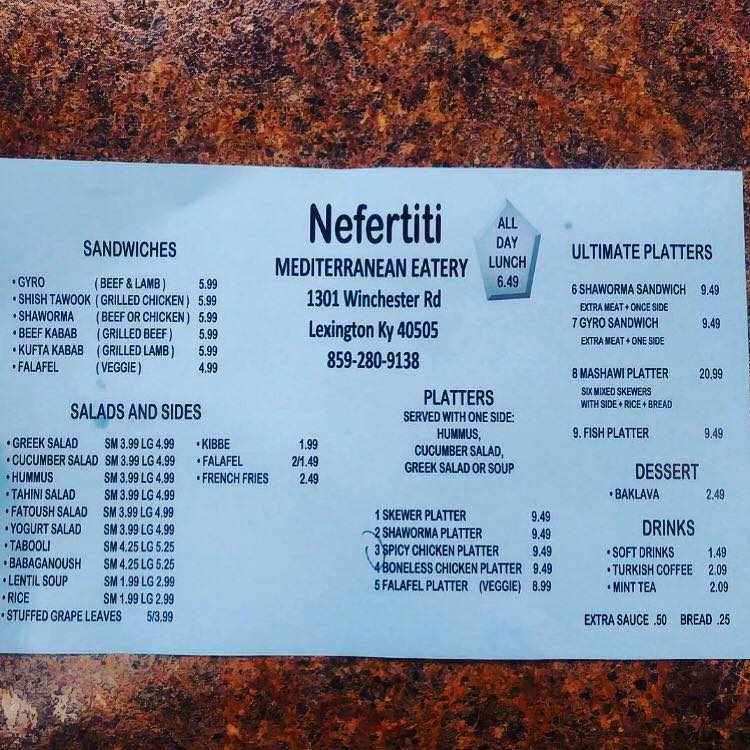 Nefertiti
MEDITERRANEAN EATERY
1301 Winchester Rd
Lexington Ky 40505
859-280-9138
ALL
DAY
LUNCH
6.49
SANDWICHES
• GYRO ( BEEF & LAMB ) 5.99
• SHISH TAWOOK ( GRILLED CHICKEN ) 5.99
• SHAWORMA (BEEF OR CHICKEN ) 5.99
• BEEF KABAB ( GRILLED BEEF ) 5.99
• KUFTA KABAB ( GRILLED LAMB ) 5.99
• FALAFEL ( VEGGIE ) 4.99
SALADS AND SIDES
• GREEK SALAD SM 3.99 LG 4.99
• CUCUMBER SALAD SM 3.99 LG 4.99
• HUMMUS SM 3.99 LG 4.99
• TAHINI SALAD SM 3.99 LG 4.99
• FATOUSH SALAD SM 3.99 LG 4.99
• YOGURT SALAD SM 3.99 LG 4.99
• TABOOLI SM 4.25 LG 5.25
• BABAGANOUSH SM 4.25 LG 5.25
• LENTIL SOUP SM 1.99 LG 2.99
• RICE SM 1.99 LG 2.99
• STUFFED GRAPE LEAVES 5/3.99
• KIBBE 1.99
• FALAFEL 2/1.49
• FRENCH FRIES 2.49
PLATTERS
SERVED WITH ONE SIDE:
HUMMUS,
CUCUMBER SALAD,
GREEK SALAD OR SOUP
1 SKEWER PLATTER 9.49
2 SHAWORMA PLATTER 9.49
3 SPICY CHICKEN PLATTER 9.49
4 BONELESS CHICKEN PLATTER 9.49
5 FALAFEL PLATTER (VEGGIE) 8.99
ULTIMATE PLATTERS
6 SHAWORMA SANDWICH 9.49
EXTRA MEAT + ONCE SIDE
7 GYRO SANDWICH 9.49
EXTRA MEAT + ONE SIDE
8 MASHAWI PLATTER 20.99
SIX MIXED SKEWERS
WITH SIDE + RICE + BREAD
9. FISH PLATTER 9.49
DESSERT
• BAKLAVA 2.49
DRINKS
• SOFT DRINKS 1.49
• TURKISH COFFEE 2.09
• MINT TEA 2.09
EXTRA SAUCE .50 BREAD .25